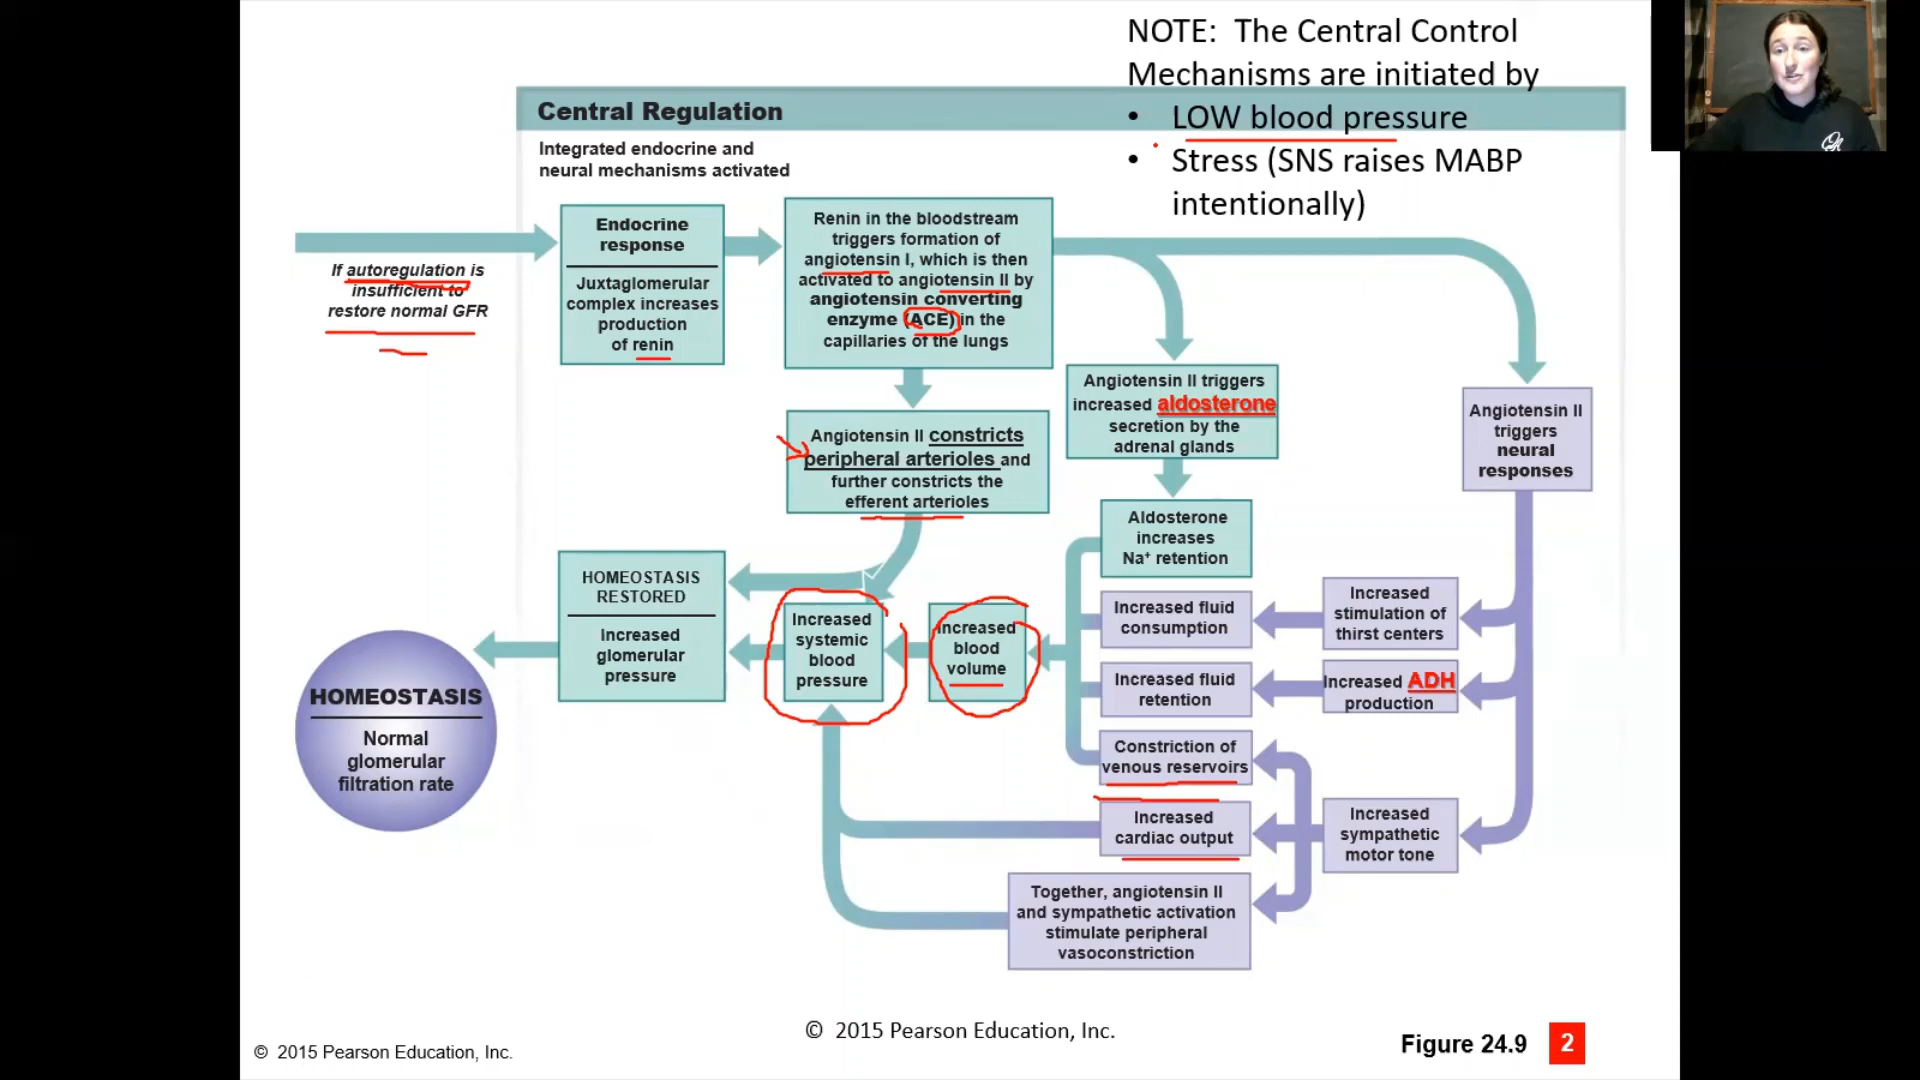 NOTE:  The Central Control
Mechanisms are initiated by
• LOW blood pressure
• Stress (SNS raises MABP
intentionally)
Central Regulation
Integrated endocrine and
neural mechanisms activated
If autoregulation is
insufficient to
restore normal GFR
Endocrine
response
Juxtaglomerular
complex increases
production
of renin
Renin in the bloodstream
triggers formation of
angiotensin I, which is then
activated to angiotensin II by
angiotensin converting
enzyme (ACE) in the
capillaries of the lungs
Angiotensin II constricts
peripheral arterioles and
further constricts the
efferent arterioles
Angiotensin II triggers
increased aldosterone
secretion by the
adrenal glands
Angiotensin II
triggers
neural
responses
Aldosterone
increases
Na⁺ retention
Increased fluid
consumption
Increased
stimulation of
thirst centers
Increased fluid
retention
Increased ADH
production
Constriction of
venous reservoirs
Increased
cardiac output
Increased
sympathetic
motor tone
Together, angiotensin II
and sympathetic activation
stimulate peripheral
vasoconstriction
Increased
blood
volume
Increased
systemic
blood
pressure
HOMEOSTASIS
RESTORED
Increased
glomerular
pressure
HOMEOSTASIS
Normal
glomerular
filtration rate
© 2015 Pearson Education, Inc.
© 2015 Pearson Education, Inc.
Figure 24.9 2